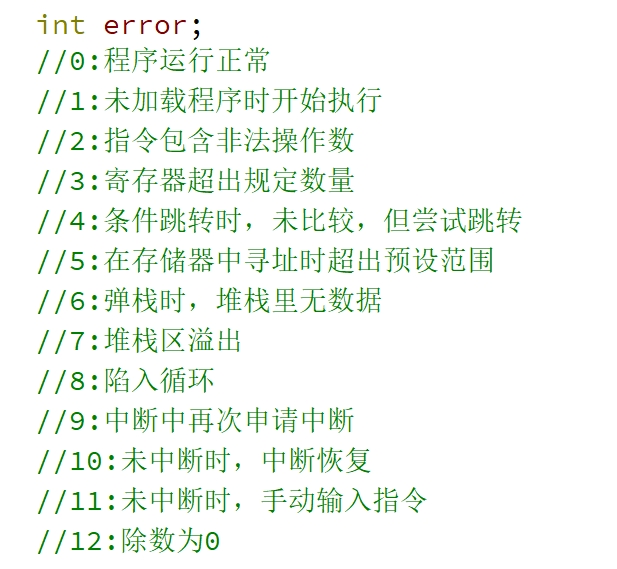 int error;
//0:程序运行正常
//1:未加载程序时开始执行
//2:指令包含非法操作数
//3:寄存器超出规定数量
//4:条件跳转时，未比较，但尝试跳转
//5:在存储器中寻址时超出预设范围
//6:弹栈时，堆栈里无数据
//7:堆栈区溢出
//8:陷入循环
//9:中断中再次申请中断
//10:未中断时，中断恢复
//11:未中断时，手动输入指令
//12:除数为0